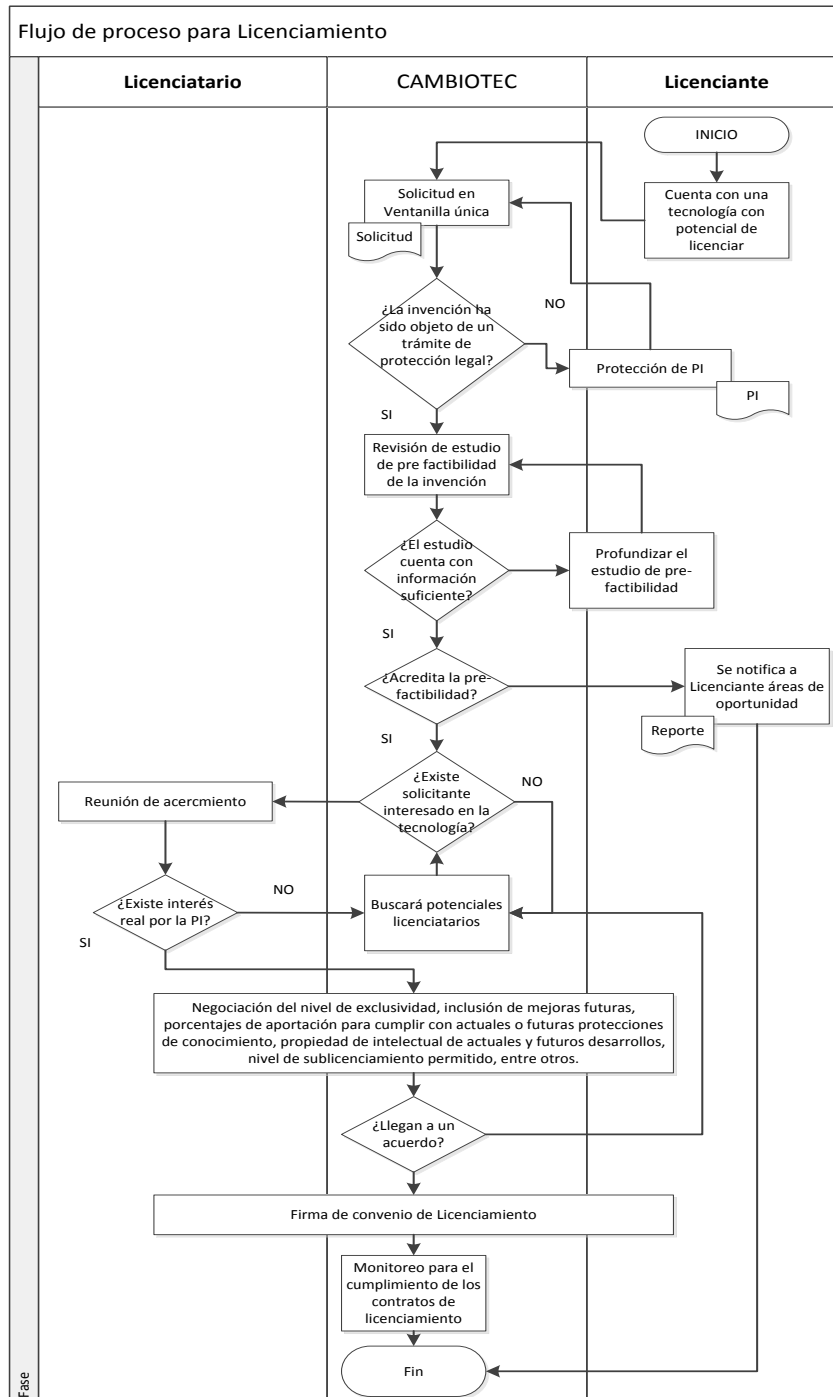 Flujo de proceso para Licenciamiento
Licenciatario
CAMBIOTEC
Licenciante
INICIO
Solicitud en
Ventanilla única
Solicitud
Cuenta con una
tecnología con
potencial de
licenciar
¿La invención ha
sido objeto de un
trámite de
protección legal?
NO
Protección de PI
PI
SI
Revisión de estudio
de pre factibilidad
de la invención
¿El estudio
cuenta con
información
suficiente?
Profundizar el
estudio de pre-
factibilidad
SI
¿Acredita la pre-
factibilidad?
Se notifica a
Licenciante áreas de
oportunidad
Reporte
SI
¿Existe
solicitante
interesado en la
tecnología?
NO
Reunión de acercmiento
¿Existe interés
real por la PI?
NO
SI
Buscará potenciales
licenciatarios
Negociación del nivel de exclusividad, inclusión de mejoras futuras,
porcentajes de aportación para cumplir con actuales o futuras protecciones
de conocimiento, propiedad de intelectual de actuales y futuros desarrollos,
nivel de sublicenciamiento permitido, entre otros.
¿Llegan a un
acuerdo?
Firma de convenio de Licenciamiento
Monitoreo para el
cumplimiento de los
contratos de
licenciamiento
Fin
Fase